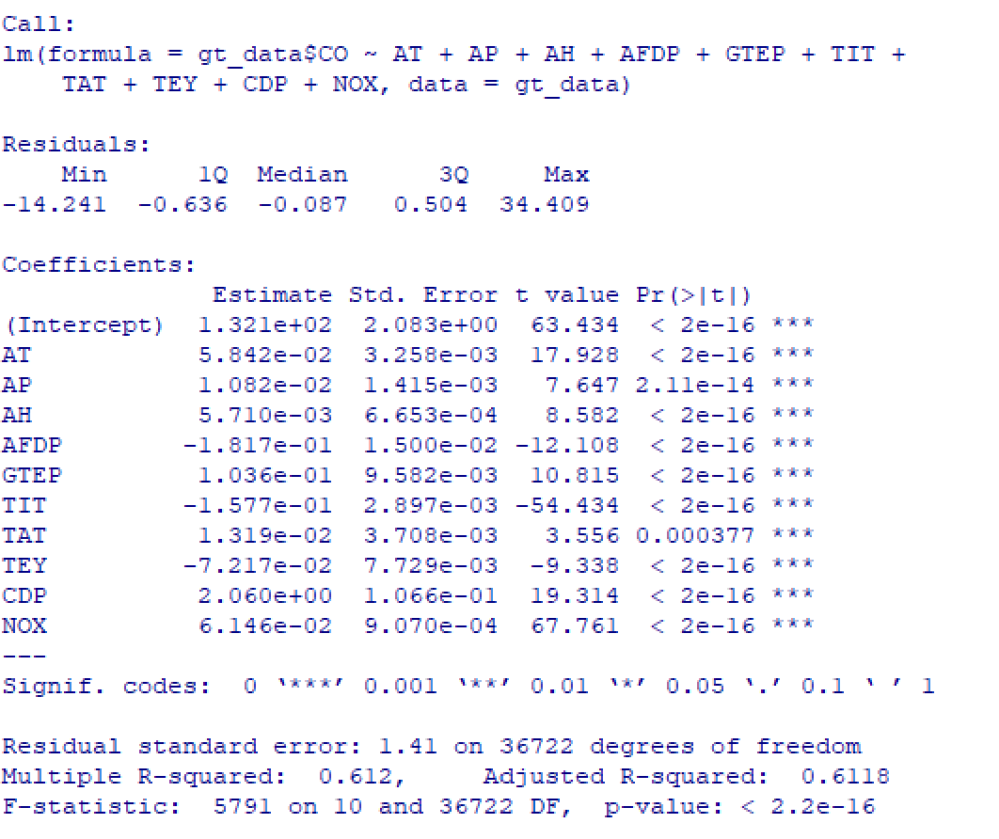 Call:
lm(formula = gt_data$CO ~ AT + AP + AH + AFDP + GTEP + TIT +
    TAT + TEY + CDP + NOX, data = gt_data)

Residuals:
    Min      1Q  Median      3Q     Max
-14.241  -0.636  -0.087   0.504  34.409

Coefficients:
              Estimate Std. Error t value Pr(>|t|)
(Intercept)  1.321e+02  2.083e+00  63.434  < 2e-16 ***
AT           5.842e-02  3.258e-03  17.928  < 2e-16 ***
AP           1.082e-02  1.415e-03   7.647 2.11e-14 ***
AH           5.710e-03  6.653e-04   8.582  < 2e-16 ***
AFDP        -1.817e-01  1.500e-02 -12.108  < 2e-16 ***
GTEP         1.036e-01  9.582e-03  10.815  < 2e-16 ***
TIT         -1.577e-01  2.897e-03 -54.434  < 2e-16 ***
TAT          1.319e-02  3.708e-03   3.556 0.000377 ***
TEY         -7.217e-02  7.729e-03  -9.338  < 2e-16 ***
CDP          2.060e+00  1.066e-01  19.314  < 2e-16 ***
NOX          6.146e-02  9.070e-04  67.761  < 2e-16 ***
---
Signif. codes:  0 ‘***’ 0.001 ‘**’ 0.01 ‘*’ 0.05 ‘.’ 0.1 ‘ ’ 1

Residual standard error: 1.41 on 36722 degrees of freedom
Multiple R-squared:  0.612,     Adjusted R-squared:  0.6118
F-statistic:  5791 on 10 and 36722 DF,  p-value: < 2.2e-16